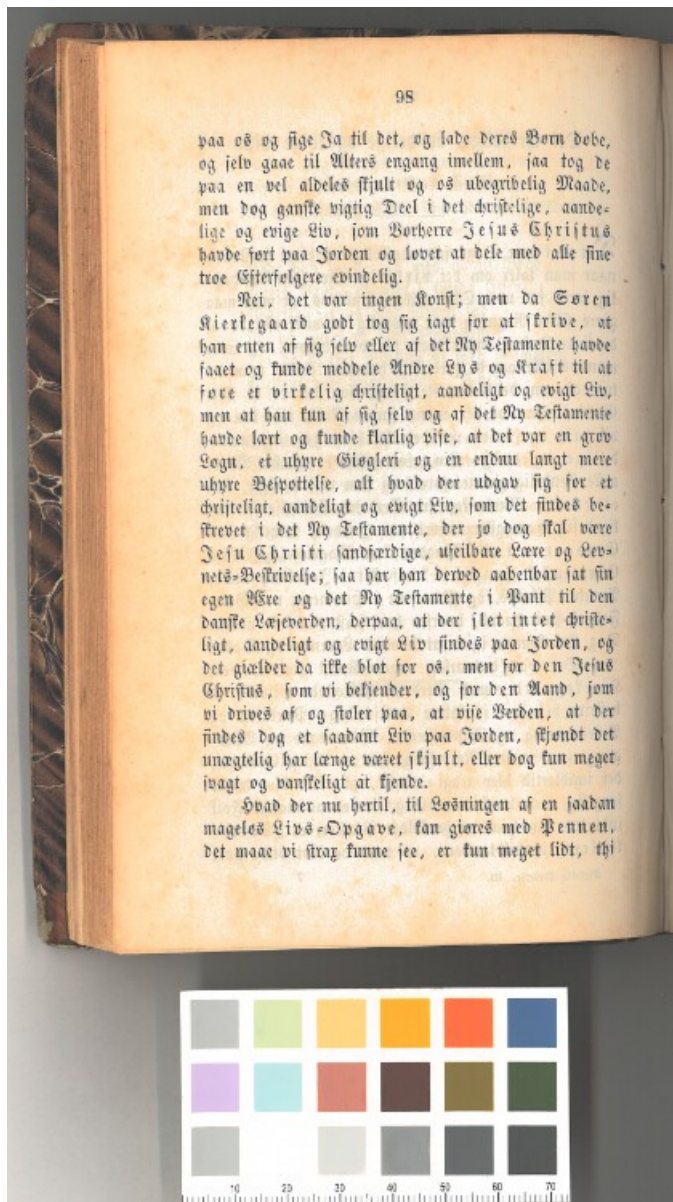 98
paa os og sige Ja til det, og lade deres Børn døbe,
og selv gaae til Alters engang imellem, saa tog de
paa en vel aldeles skjult og os ubegribelig Maade,
men dog ganske vigtig Deel i det christelige, aande-
lige og evige Liv, som Vorherre Jesus Christus
havde ført paa Jorden og lovet at dele med alle sine
troe Efterfølgere evindelig.
Nei, det var ingen Konst; men da Søren
Kierkegaard godt tog sig iagt for at skrive, at
han enten af sig selv eller af det Ny Testamente havde
faaet og kunde meddele Andre Lys og Kraft til at
føre et virkelig christeligt, aandeligt og evigt Liv,
men at han kun af sig selv og af det Ny Testamente
havde lært og kunde klarlig vise, at det var en grov
Løgn, et uhyre Giøgleri og en endnu langt mere
uhyre Bespottelse, alt hvad der udgav sig for et
christeligt, aandeligt og evigt Liv, som det findes be-
skrevet i det Ny Testamente, der jo dog skal være
Jesu Christi sandfærdige, ufeilbare Lære og Lev-
nets-Beskrivelse; saa har han derved aabenbar sat sin
egen Ære og det Ny Testamente i Pant til den
danske Læseverden, derpaa, at der slet intet christe-
ligt, aandeligt og evigt Liv findes paa Jorden, og
det giælder da ikke blot for os, men for den Jesus
Christus, som vi bekiender, og for den Aand, som
vi drives af og stoler paa, at vise Verden, at der
findes dog et saadant Liv paa Jorden, skjøndt det
unægtelig har længe været skjult, eller dog kun meget
svagt og vanskeligt at kjende.
Hvad der nu hertil, til Løsningen af en saadan
mageløs Livs-Opgave, kan giøres med Pennen,
det maae vi strax kunne see, er kun meget lidt, thi
10 20 30 40 50 60 70